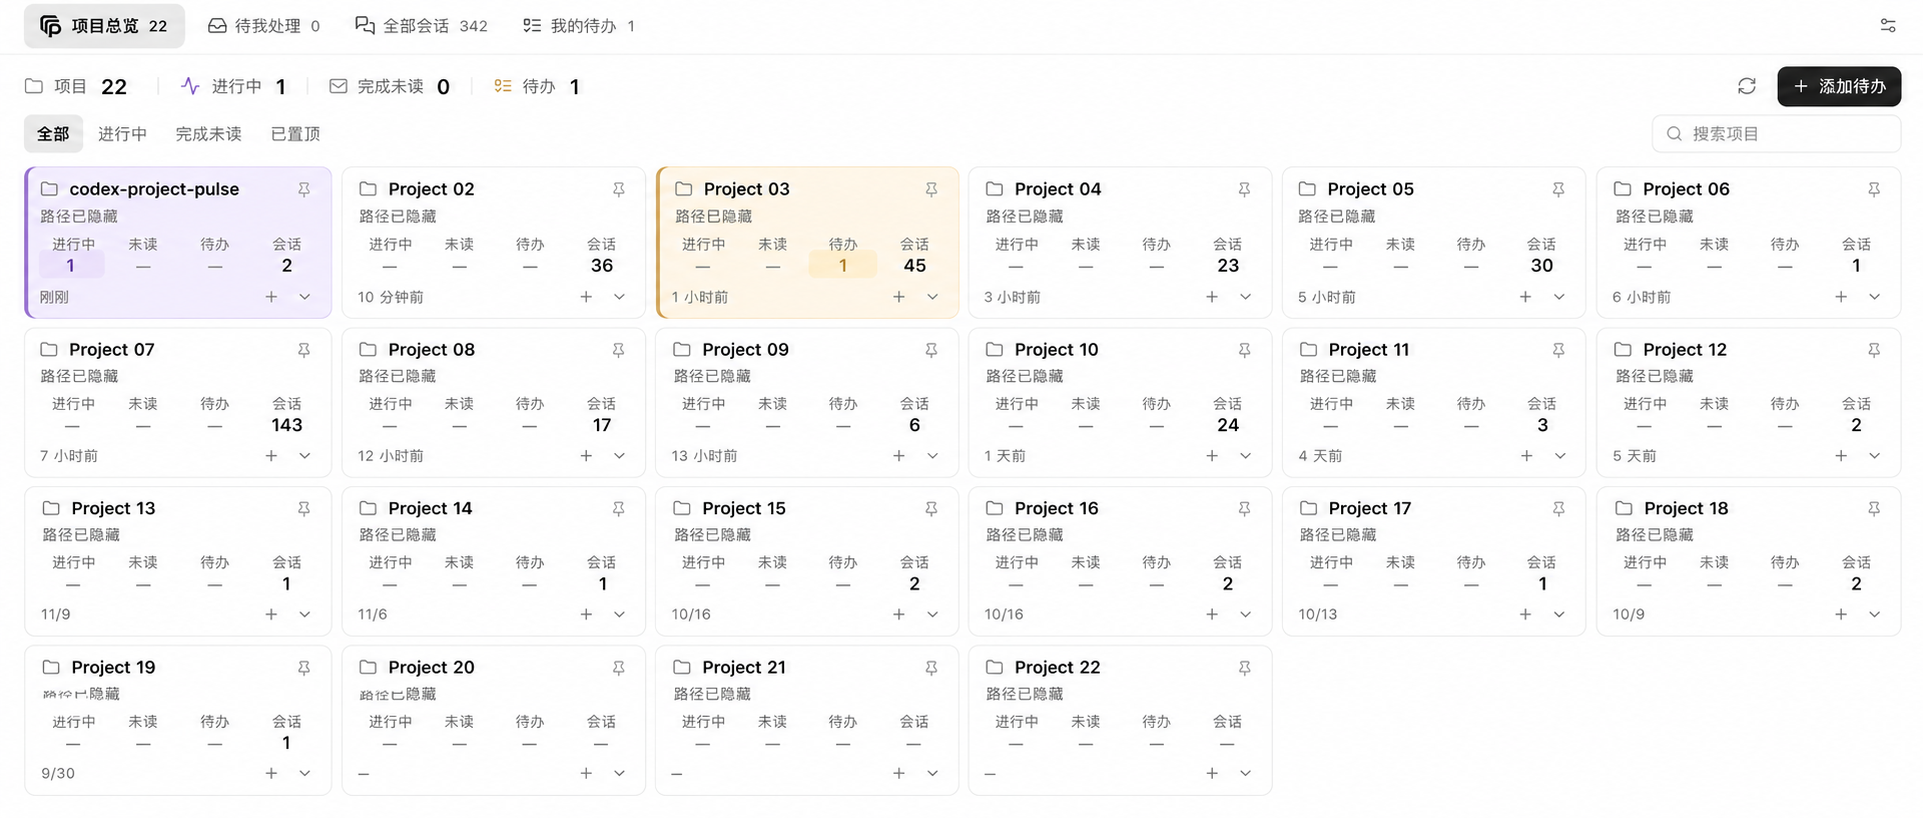 项目总览 22 待我处理 0 全部会话 342 我的待办 1
项目 22 进行中 1 完成未读 0 待办 1 + 添加待办
全部 进行中 完成未读 已置顶 搜索项目
codex-project-pulse
路径已隐藏
进行中 未读 待办 会话
1 — — 2
刚刚
Project 02
路径已隐藏
进行中 未读 待办 会话
— — — 36
10 分钟前
Project 03
路径已隐藏
进行中 未读 待办 会话
— — 1 45
1 小时前
Project 04
路径已隐藏
进行中 未读 待办 会话
— — — 23
3 小时前
Project 05
路径已隐藏
进行中 未读 待办 会话
— — — 30
5 小时前
Project 06
路径已隐藏
进行中 未读 待办 会话
— — — 1
6 小时前
Project 07
路径已隐藏
进行中 未读 待办 会话
— — — 143
7 小时前
Project 08
路径已隐藏
进行中 未读 待办 会话
— — — 17
12 小时前
Project 09
路径已隐藏
进行中 未读 待办 会话
— — — 6
13 小时前
Project 10
路径已隐藏
进行中 未读 待办 会话
— — — 24
1 天前
Project 11
路径已隐藏
进行中 未读 待办 会话
— — — 3
4 天前
Project 12
路径已隐藏
进行中 未读 待办 会话
— — — 2
5 天前
Project 13
路径已隐藏
进行中 未读 待办 会话
— — — 1
11/9
Project 14
路径已隐藏
进行中 未读 待办 会话
— — — 1
11/6
Project 15
路径已隐藏
进行中 未读 待办 会话
— — — 2
10/16
Project 16
路径已隐藏
进行中 未读 待办 会话
— — — 2
10/16
Project 17
路径已隐藏
进行中 未读 待办 会话
— — — 1
10/13
Project 18
路径已隐藏
进行中 未读 待办 会话
— — — 2
10/9
Project 19
隐藏
进行中 未读 待办 会话
— — — 1
9/30
Project 20
路径已隐藏
进行中 未读 待办 会话
— — — —
—
Project 21
路径已隐藏
进行中 未读 待办 会话
— — — —
—
Project 22
路径已隐藏
进行中 未读 待办 会话
— — — —
—